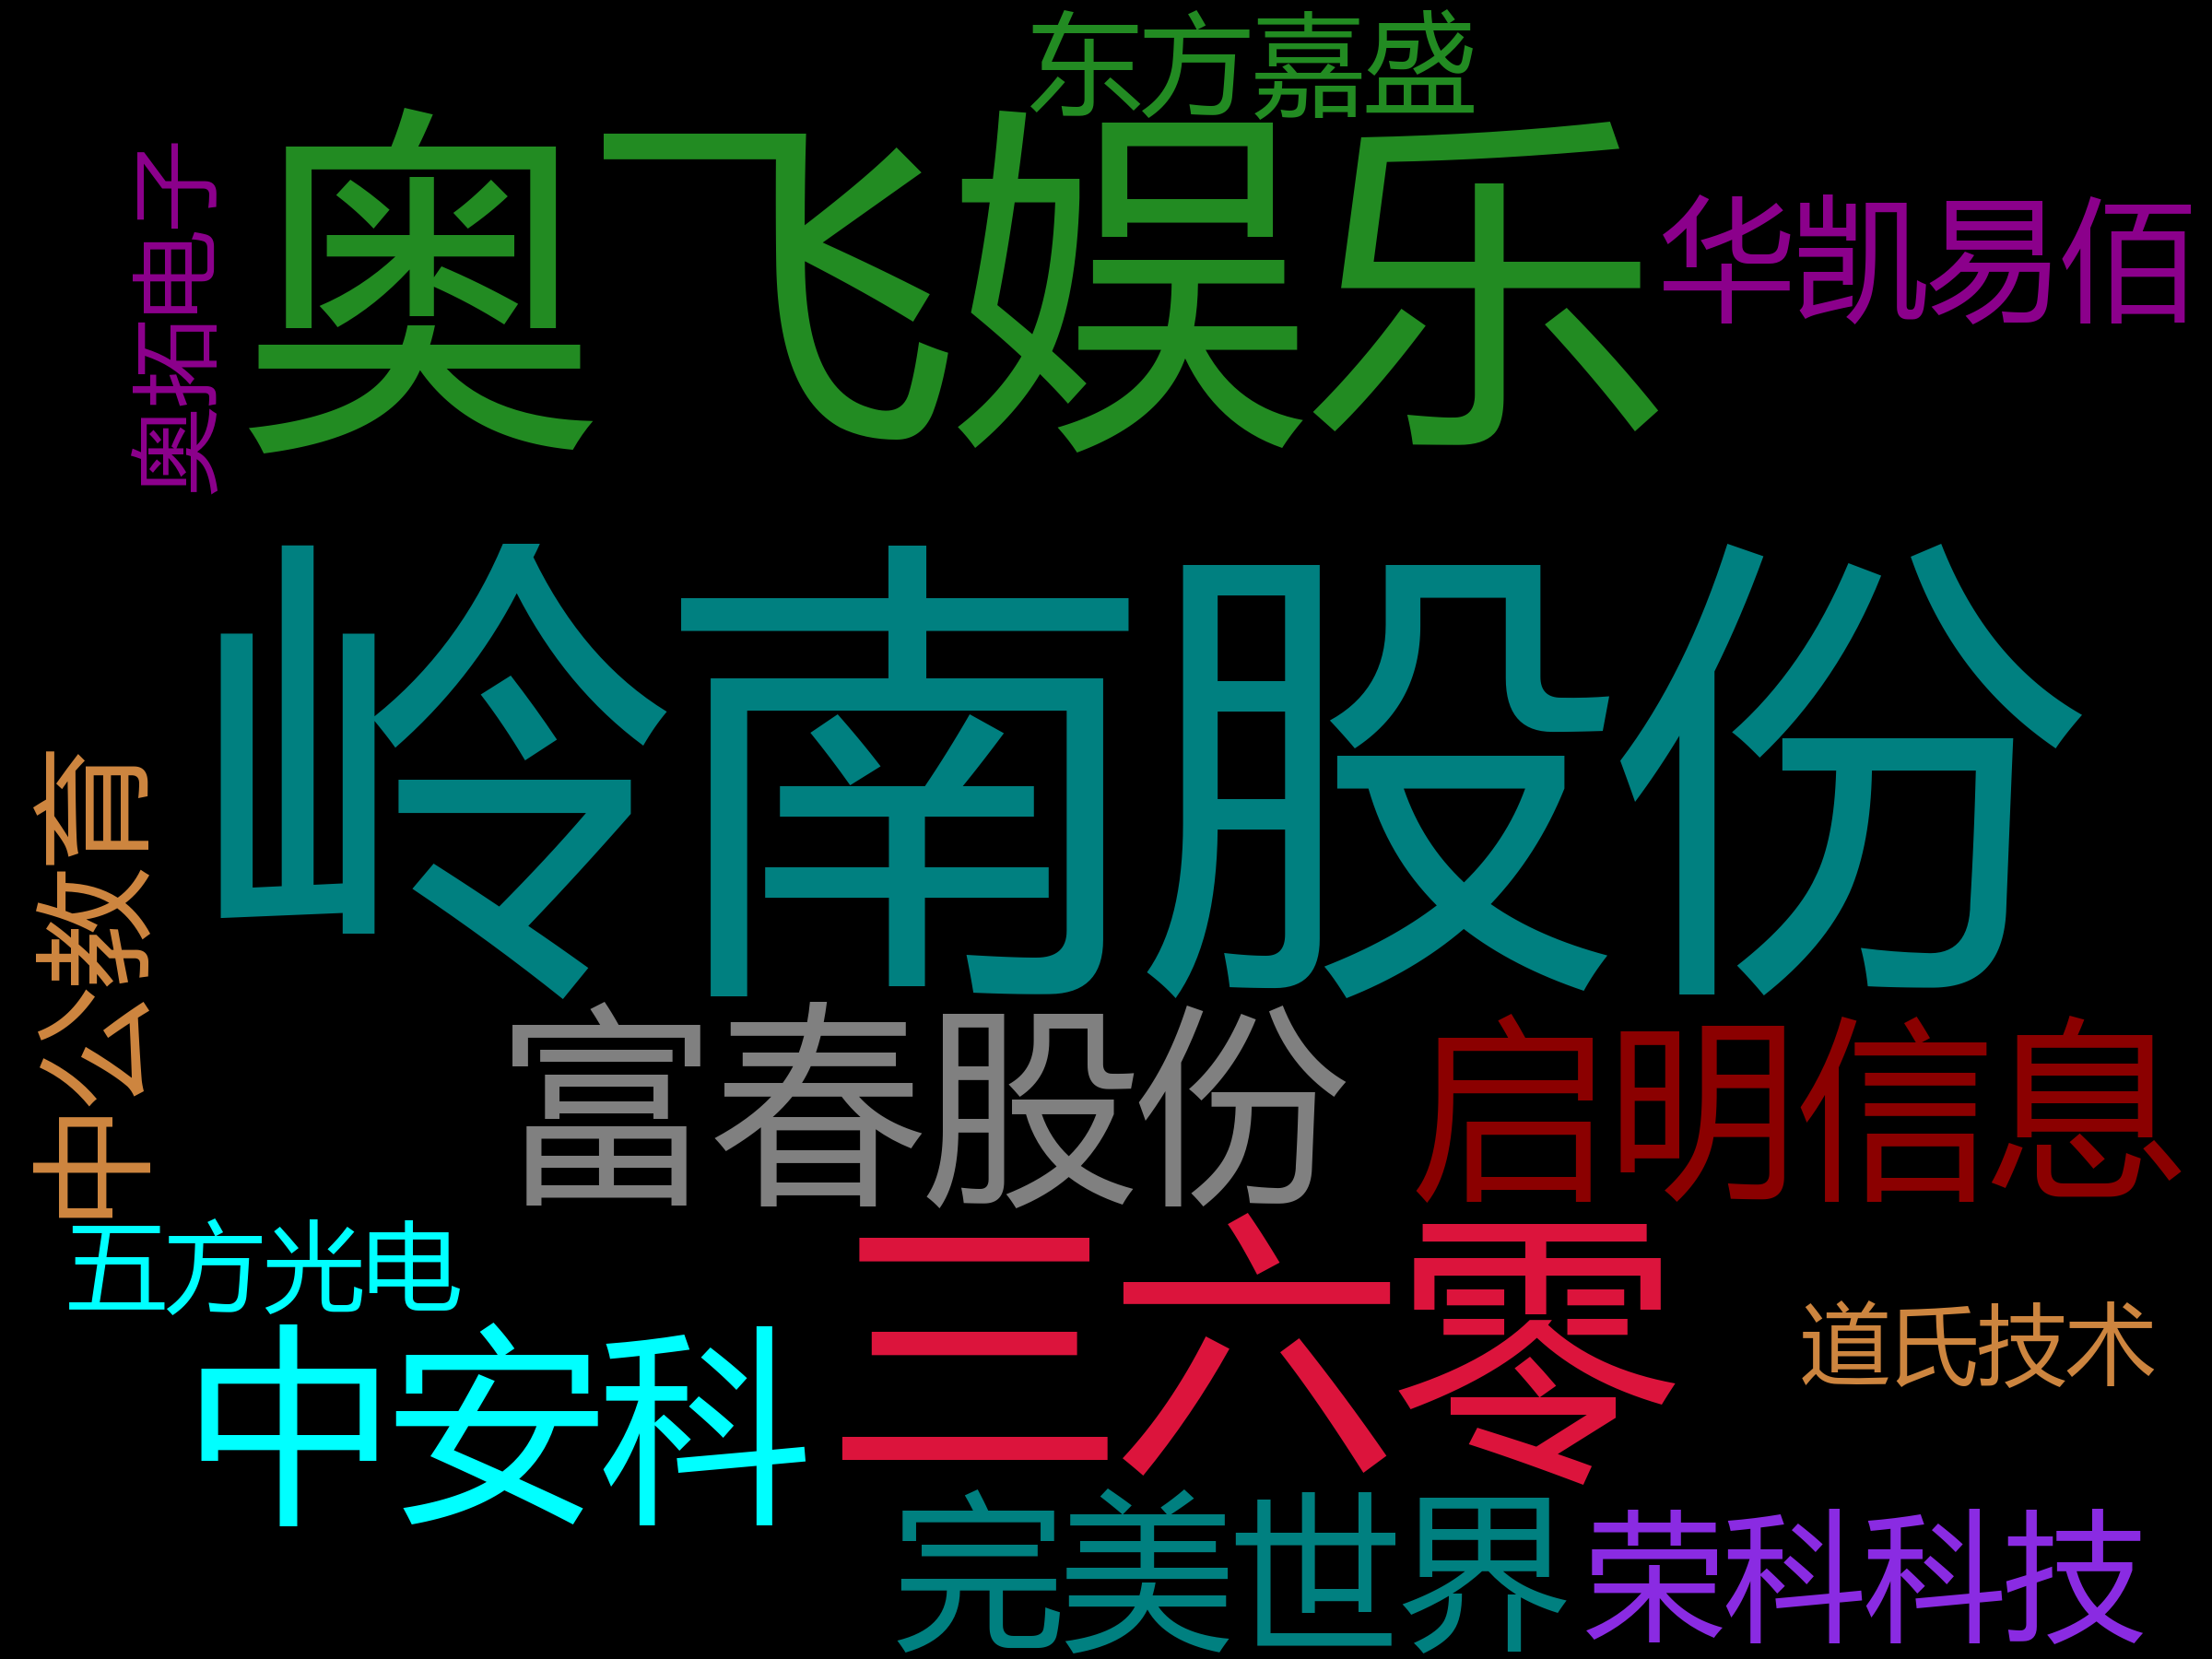 东方嘉盛
奥飞娱乐
奥拓电子
华凯易佰
岭南股份
中公教育
富春股份
启明信息
五方光电
三六零
中安科
道氏技术
完美世界
荣科科技